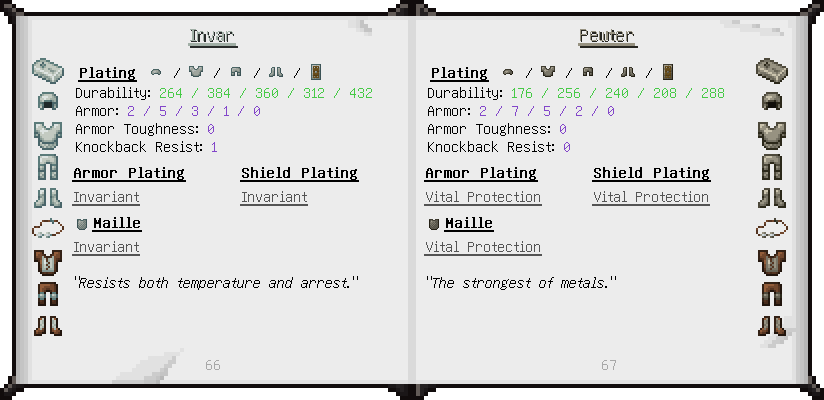 Invar
Plating / / / /
Durability: 264 / 384 / 360 / 312 / 432
Armor: 2 / 5 / 3 / 1 / 0
Armor Toughness: 0
Knockback Resist: 1
Armor Plating Shield Plating
Invariant Invariant
Maille
Invariant
"Resists both temperature and arrest."
66
Pewter
Plating / / / /
Durability: 176 / 256 / 240 / 208 / 288
Armor: 2 / 7 / 5 / 2 / 0
Armor Toughness: 0
Knockback Resist: 0
Armor Plating Shield Plating
Vital Protection Vital Protection
Maille
Vital Protection
"The strongest of metals."
67